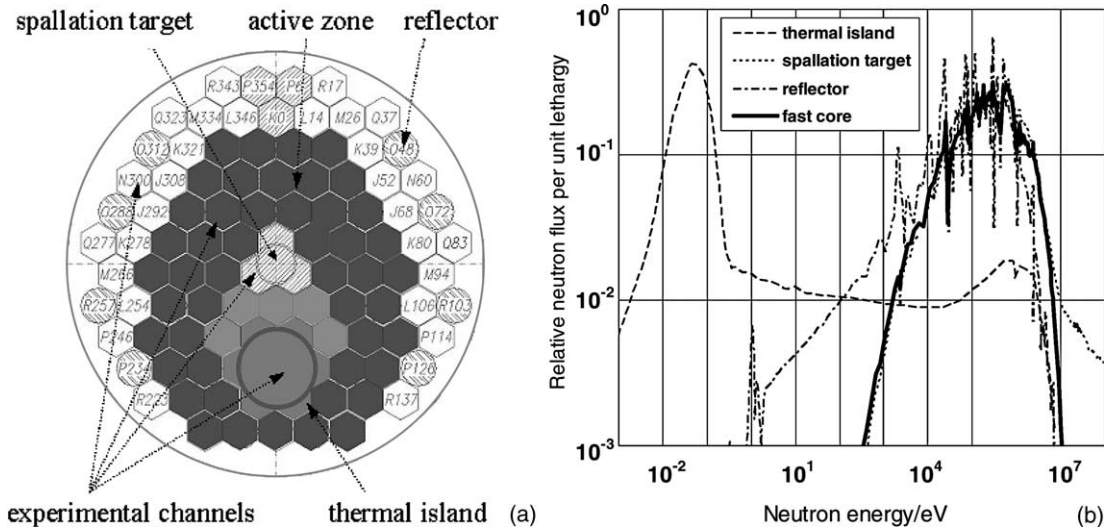 spallation target active zone reflector
R343 P354 P6 R17
Q323 M334 L346 K0 L14 M26 Q37
O312 K321 K39 O48
N300 J308 J52 N60
O288 J292 J68 O72
Q277 K278 K80 Q83
M266 M94
R257 L254 L106 R103
P246 P114
P234 P126
R223 R137
experimental channels thermal island (a)
10^0
10^-1
10^-2
10^-3
Relative neutron flux per unit lethargy
thermal island
spallation target
reflector
fast core
10^-2 10^1 10^4 10^7
Neutron energy/eV (b)